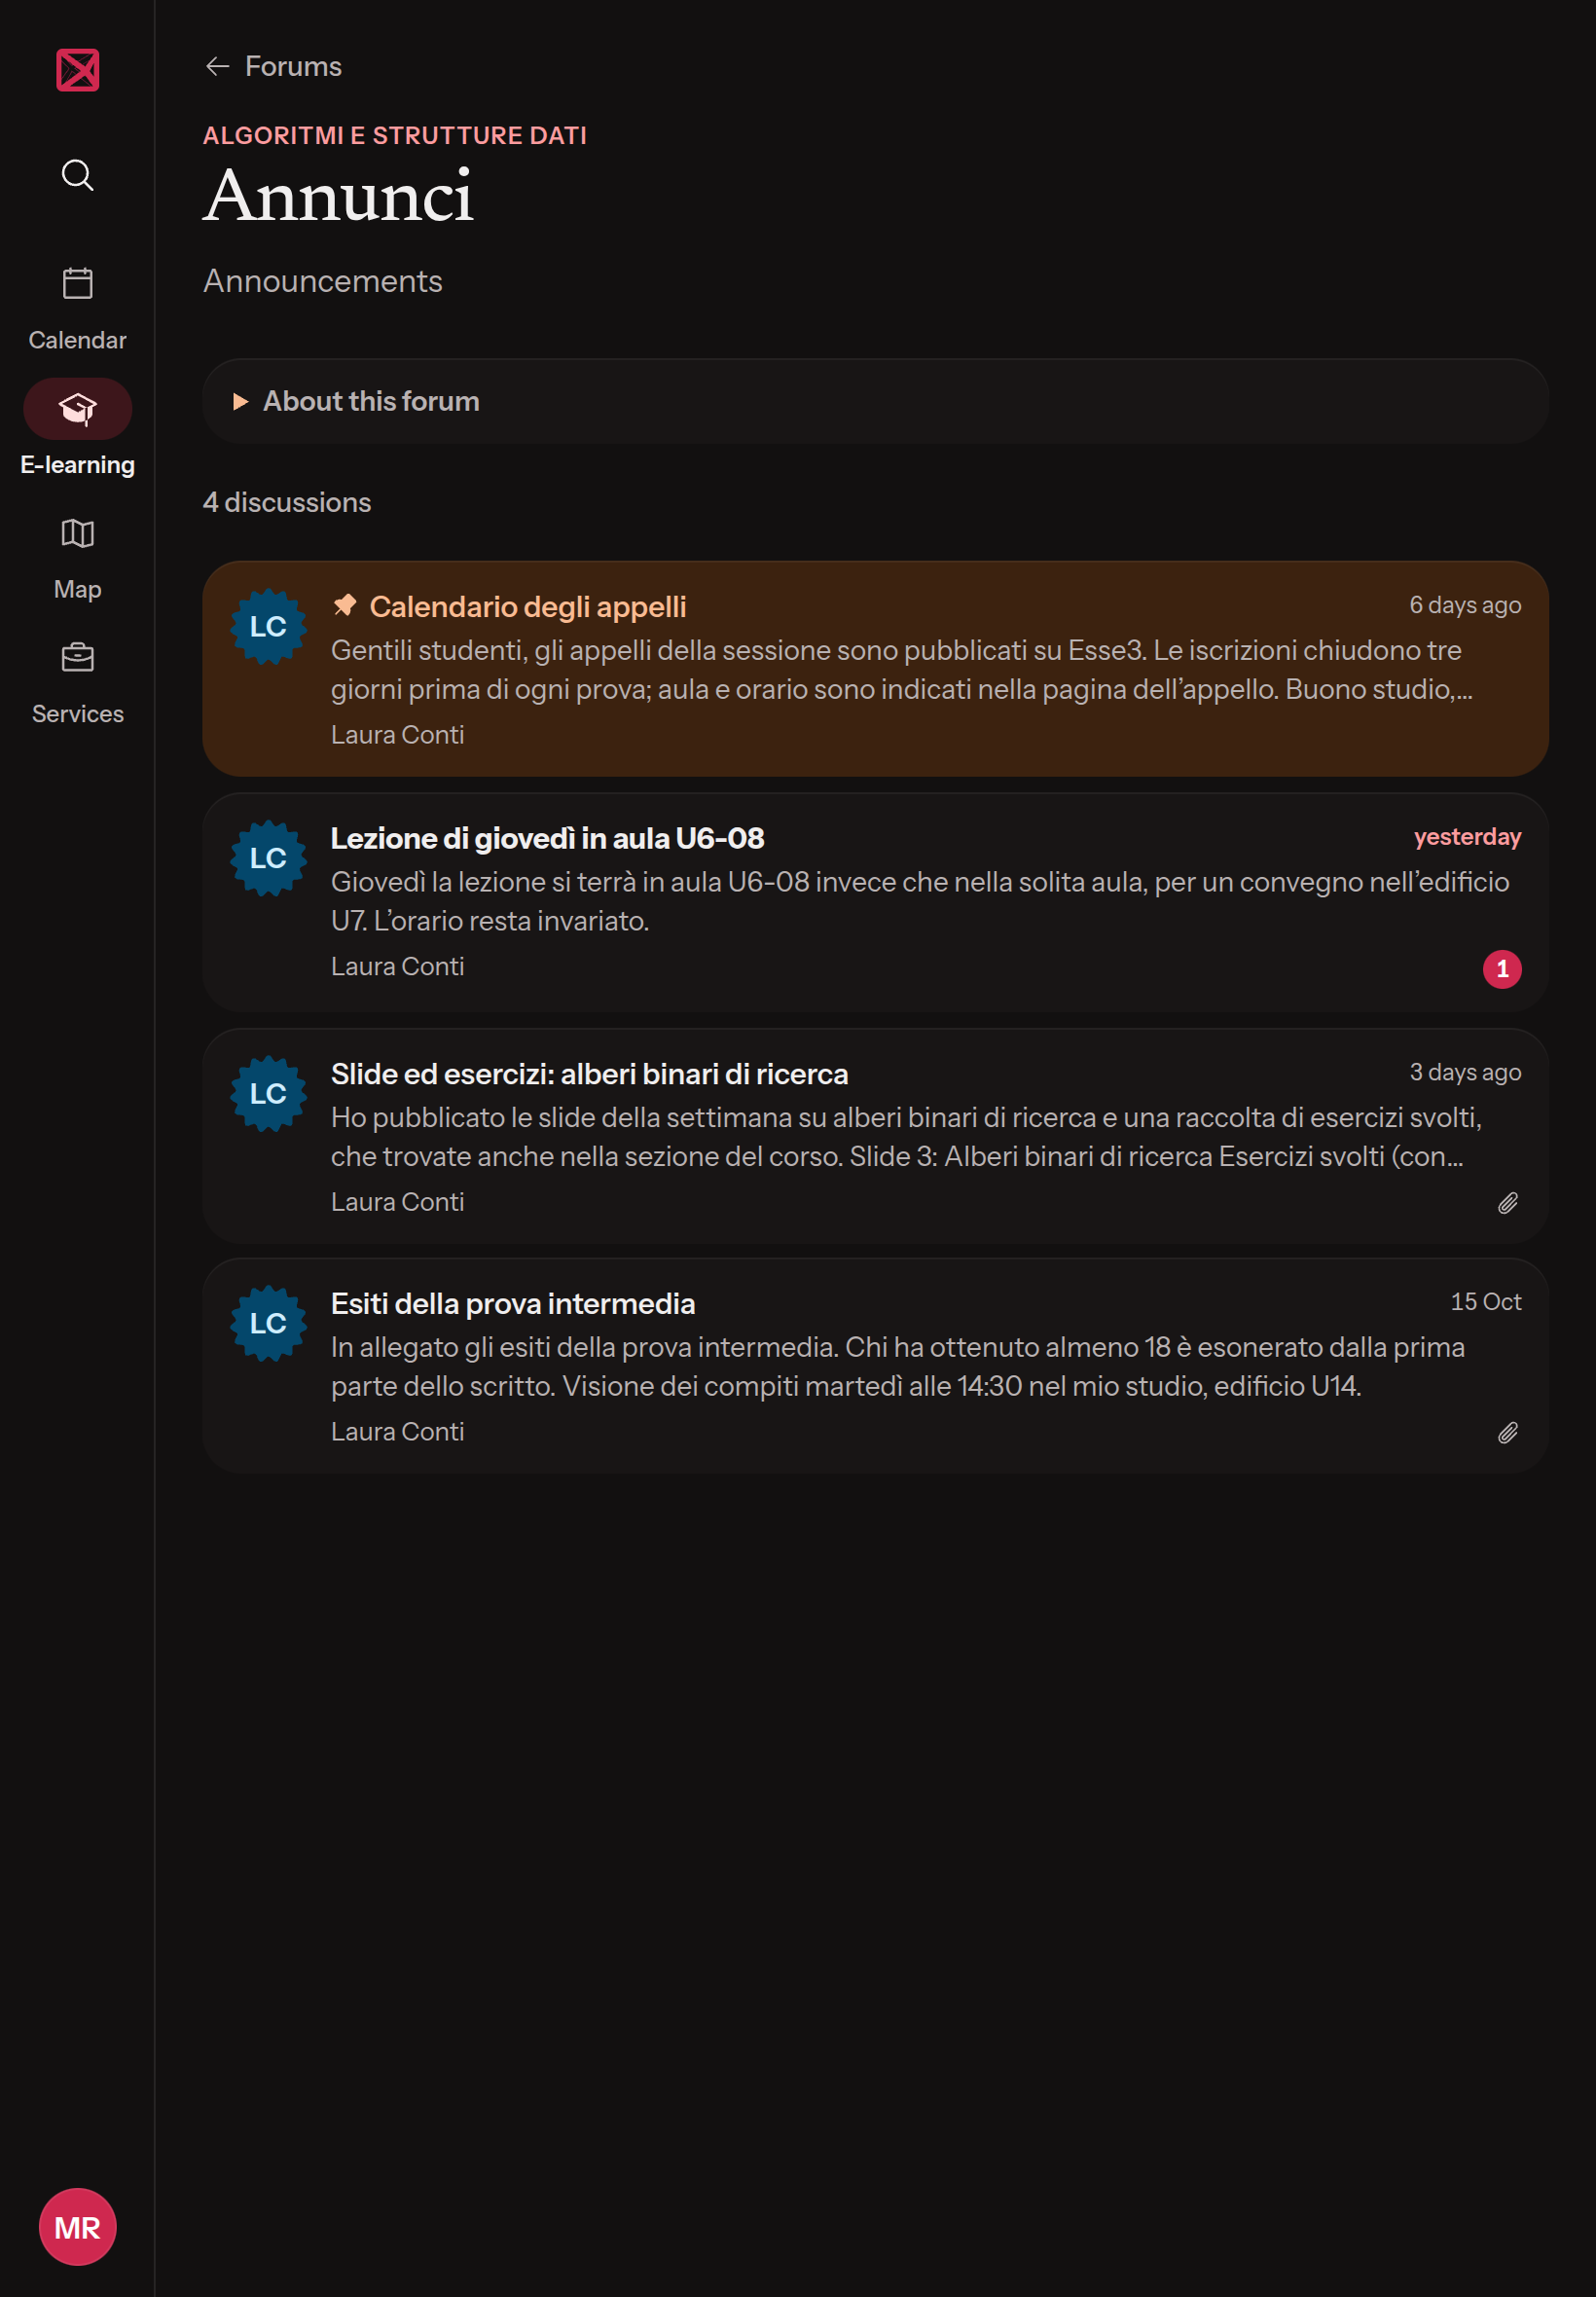 Forums
ALGORITMI E STRUTTURE DATI
Annunci
Announcements
Calendar
E-learning
Map
Services
About this forum
4 discussions
LC
Calendario degli appelli
6 days ago
Gentili studenti, gli appelli della sessione sono pubblicati su Esse3. Le iscrizioni chiudono tre
giorni prima di ogni prova; aula e orario sono indicati nella pagina dell’appello. Buono studio,…
Laura Conti
LC
Lezione di giovedì in aula U6-08
yesterday
Giovedì la lezione si terrà in aula U6-08 invece che nella solita aula, per un convegno nell’edificio
U7. L’orario resta invariato.
Laura Conti
1
LC
Slide ed esercizi: alberi binari di ricerca
3 days ago
Ho pubblicato le slide della settimana su alberi binari di ricerca e una raccolta di esercizi svolti,
che trovate anche nella sezione del corso. Slide 3: Alberi binari di ricerca Esercizi svolti (con…
Laura Conti
LC
Esiti della prova intermedia
15 Oct
In allegato gli esiti della prova intermedia. Chi ha ottenuto almeno 18 è esonerato dalla prima
parte dello scritto. Visione dei compiti martedì alle 14:30 nel mio studio, edificio U14.
Laura Conti
MR